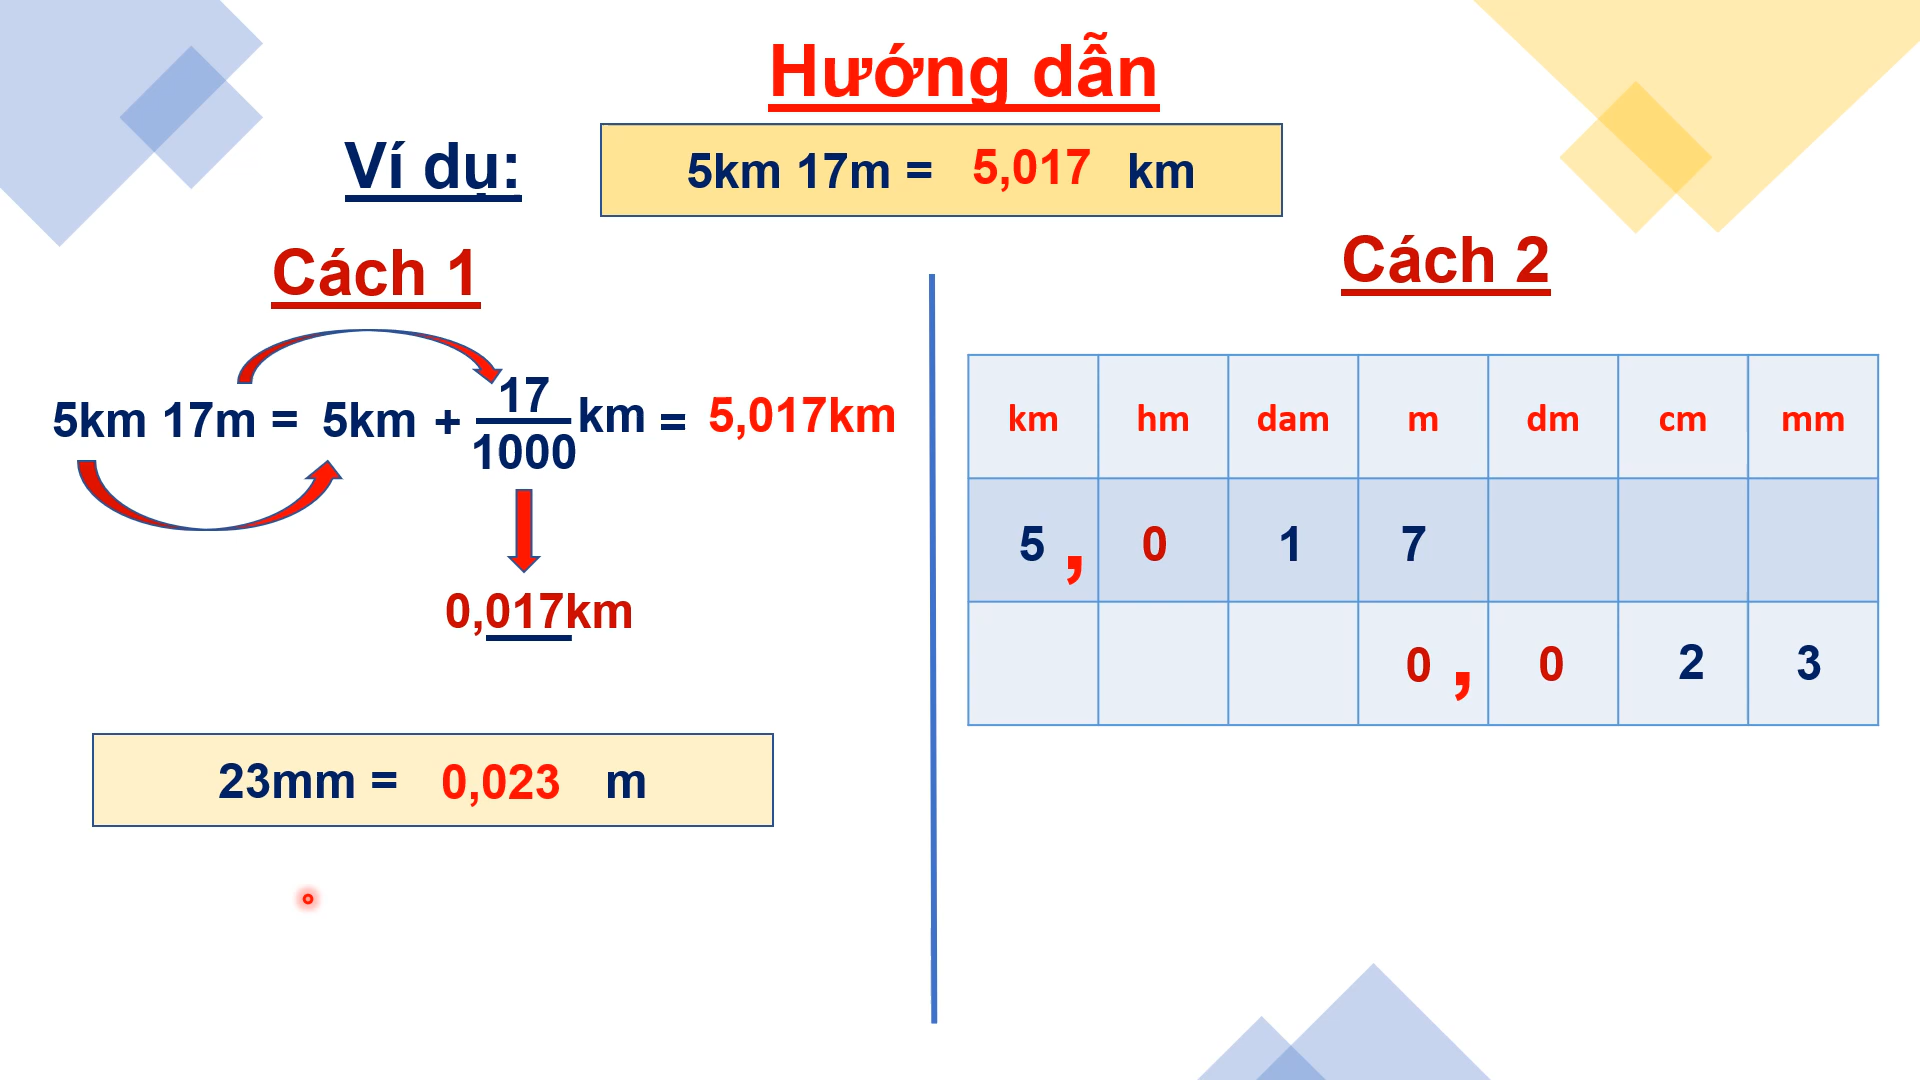 Hướng dẫn
Ví dụ:
5km 17m = 5,017 km
Cách 1
5km 17m = 5km + 17/1000 km = 5,017km
0,017km
23mm = 0,023 m
Cách 2
km hm dam m dm cm mm
5 , 0 1 7
0 , 0 2 3